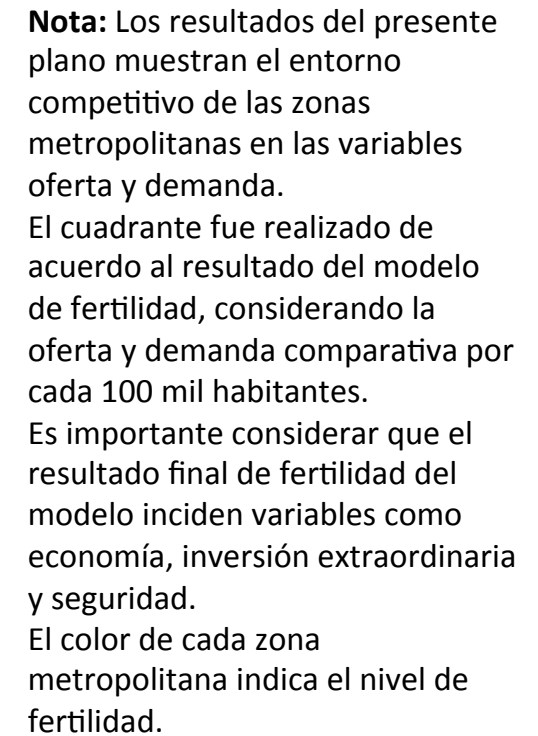 Nota: Los resultados del presente
plano muestran el entorno
competitivo de las zonas
metropolitanas en las variables
oferta y demanda.
El cuadrante fue realizado de
acuerdo al resultado del modelo
de fertilidad, considerando la
oferta y demanda comparativa por
cada 100 mil habitantes.
Es importante considerar que el
resultado final de fertilidad del
modelo inciden variables como
economía, inversión extraordinaria
y seguridad.
El color de cada zona
metropolitana indica el nivel de
fertilidad.